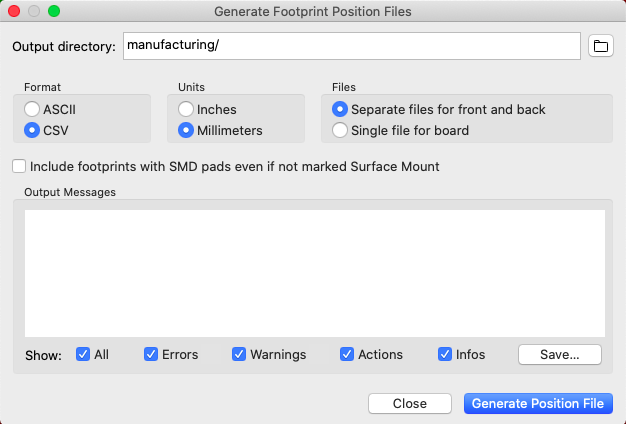 Generate Footprint Position Files
Output directory: manufacturing/
Format Units Files
ASCII Inches Separate files for front and back
CSV Millimeters Single file for board
Include footprints with SMD pads even if not marked Surface Mount
Output Messages
Show: All Errors Warnings Actions Infos Save...
Close Generate Position File